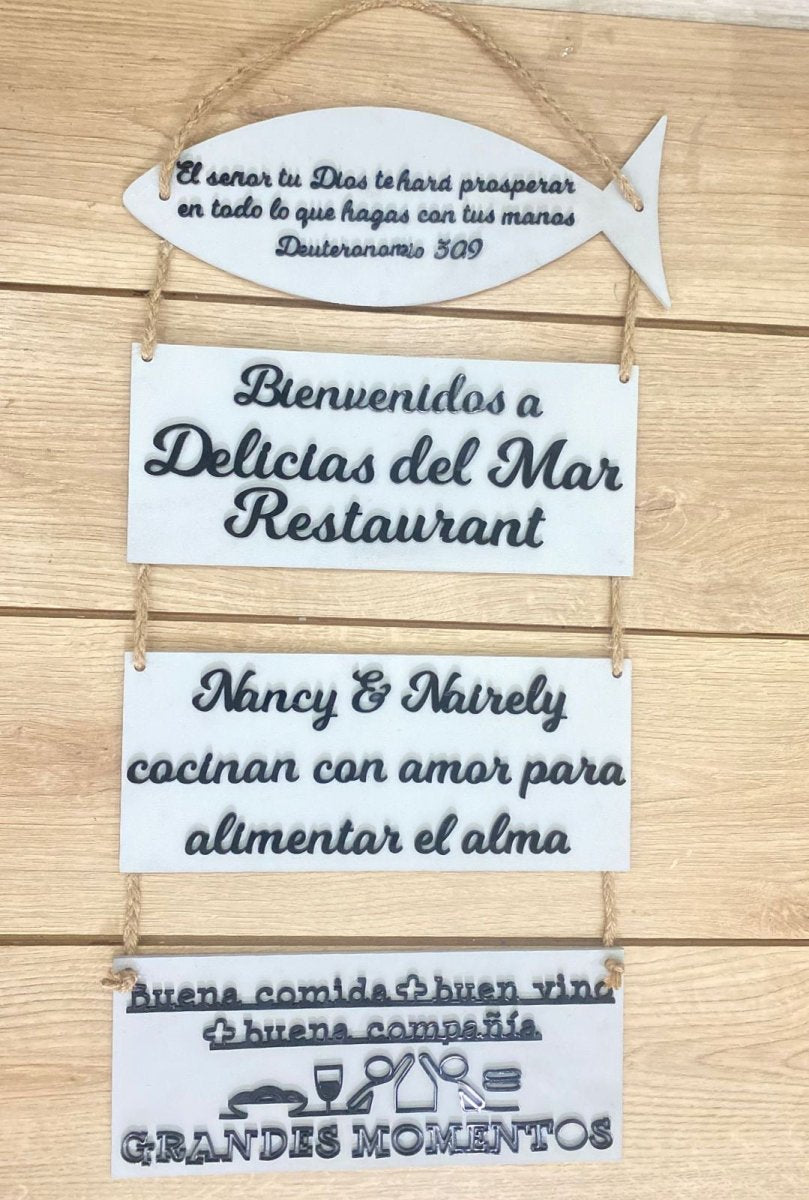 El señor tu Dios te hará prosperar
en todo lo que hagas con tus manos
Deuteronomio 30:9
Bienvenidos a
Delicias del Mar
Restaurant
Nancy & Nairely
cocinan con amor para
alimentar el alma
Buena comida + buen vino
+ buena compañía
GRANDES MOMENTOS